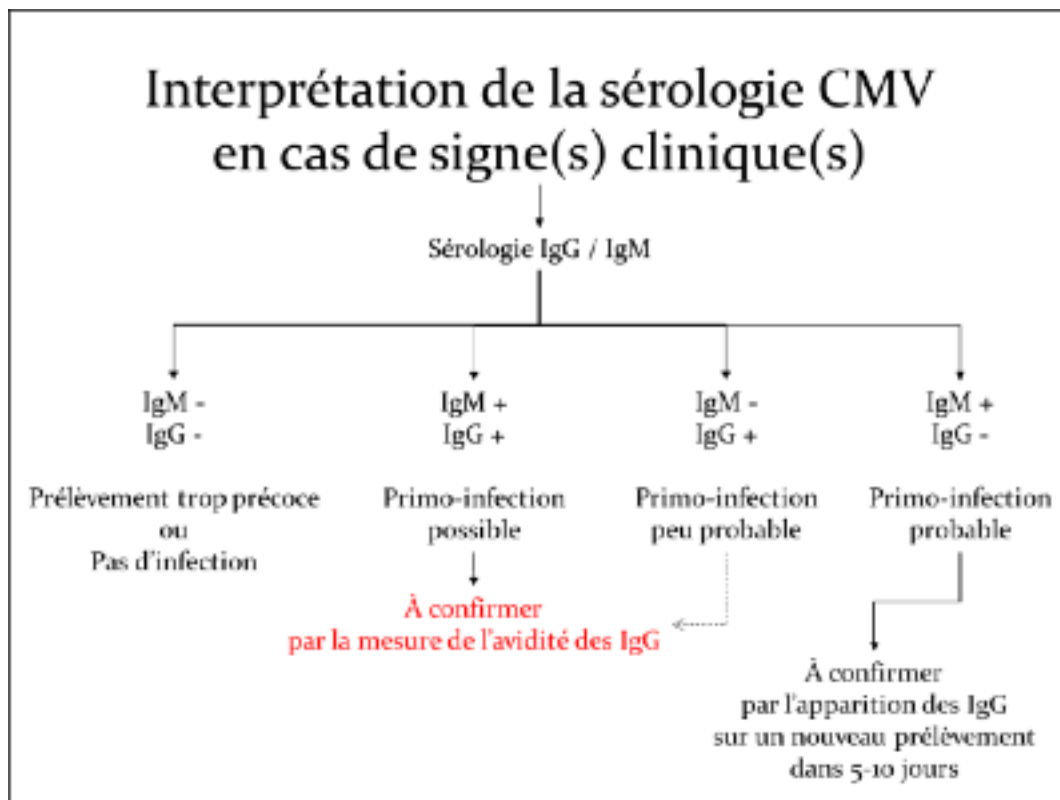 Interprétation de la sérologie CMV
en cas de signe(s) clinique(s)
Sérologie IgG / IgM
IgM -
IgG -
Prélèvement trop précoce
ou
Pas d'infection
IgM +
IgG +
Primo-infection
possible
IgM -
IgG +
Primo-infection
peu probable
À confirmer
par la mesure de l'avidité des IgG
IgM +
IgG -
Primo-infection
probable
À confirmer
par l'apparition des IgG
sur un nouveau prélèvement
dans 5-10 jours